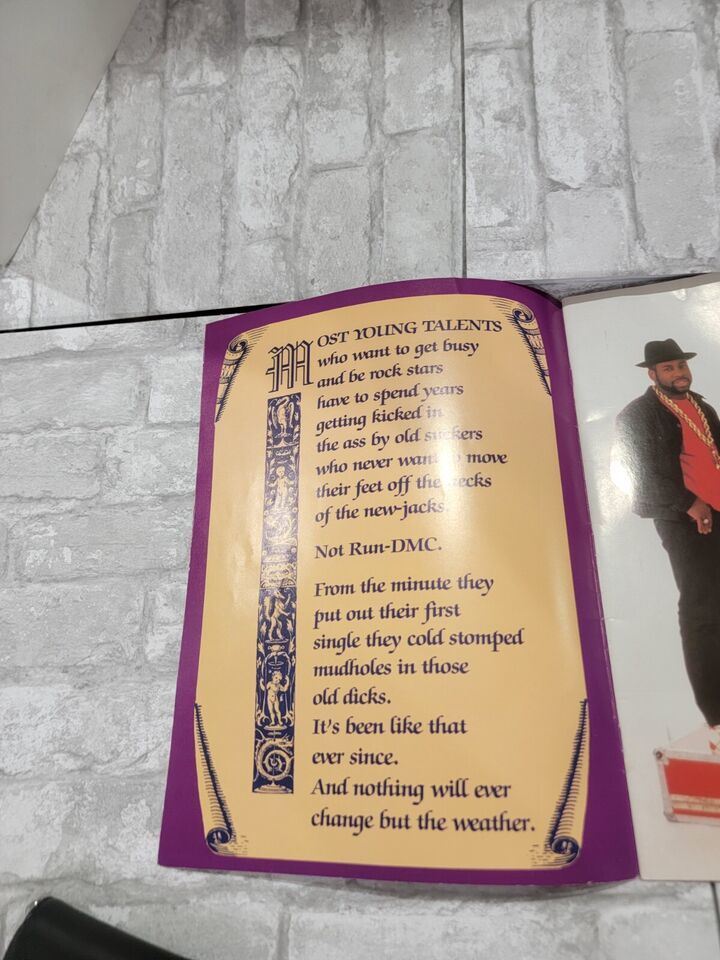 MOST YOUNG TALENTS
who want to get busy
and be rock stars
have to spend years
getting kicked in
the ass by old suckers
who never want to move
their feet off the necks
of the new-jacks.
Not Run-DMC.
From the minute they
put out their first
single they cold stomped
mudholes in those
old dicks.
It's been like that
ever since.
And nothing will ever
change but the weather.